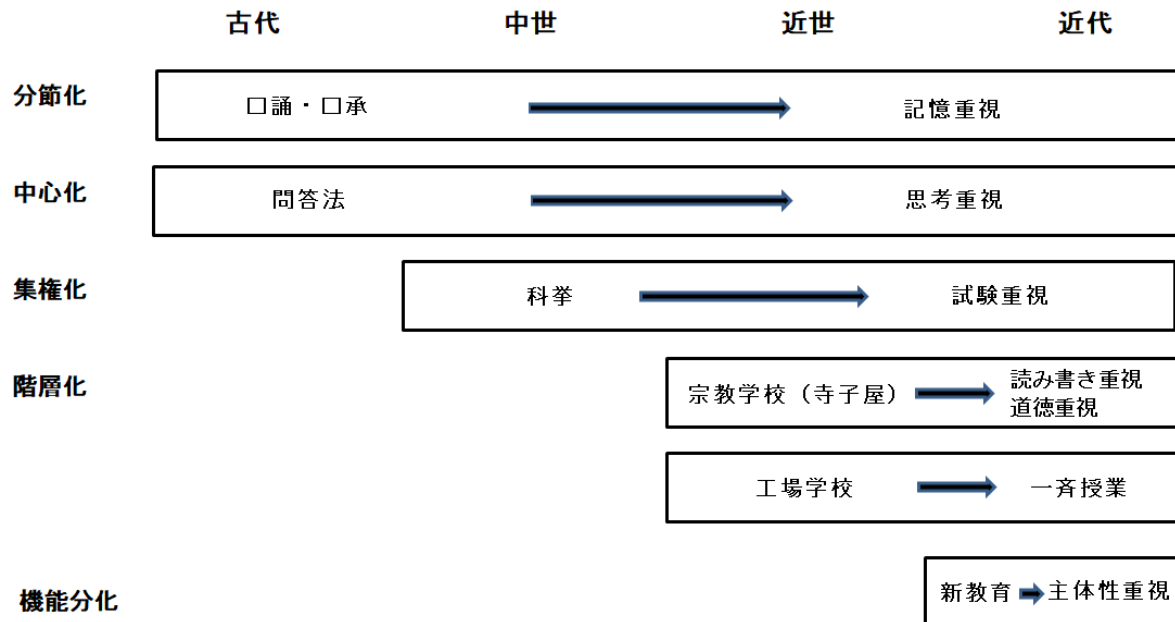 古代 中世 近世 近代
分節化 口誦・口承 記憶重視
中心化 問答法 思考重視
集権化 科挙 試験重視
階層化 宗教学校（寺子屋） 読み書き重視
道徳重視
工場学校 一斉授業
機能分化 新教育 主体性重視